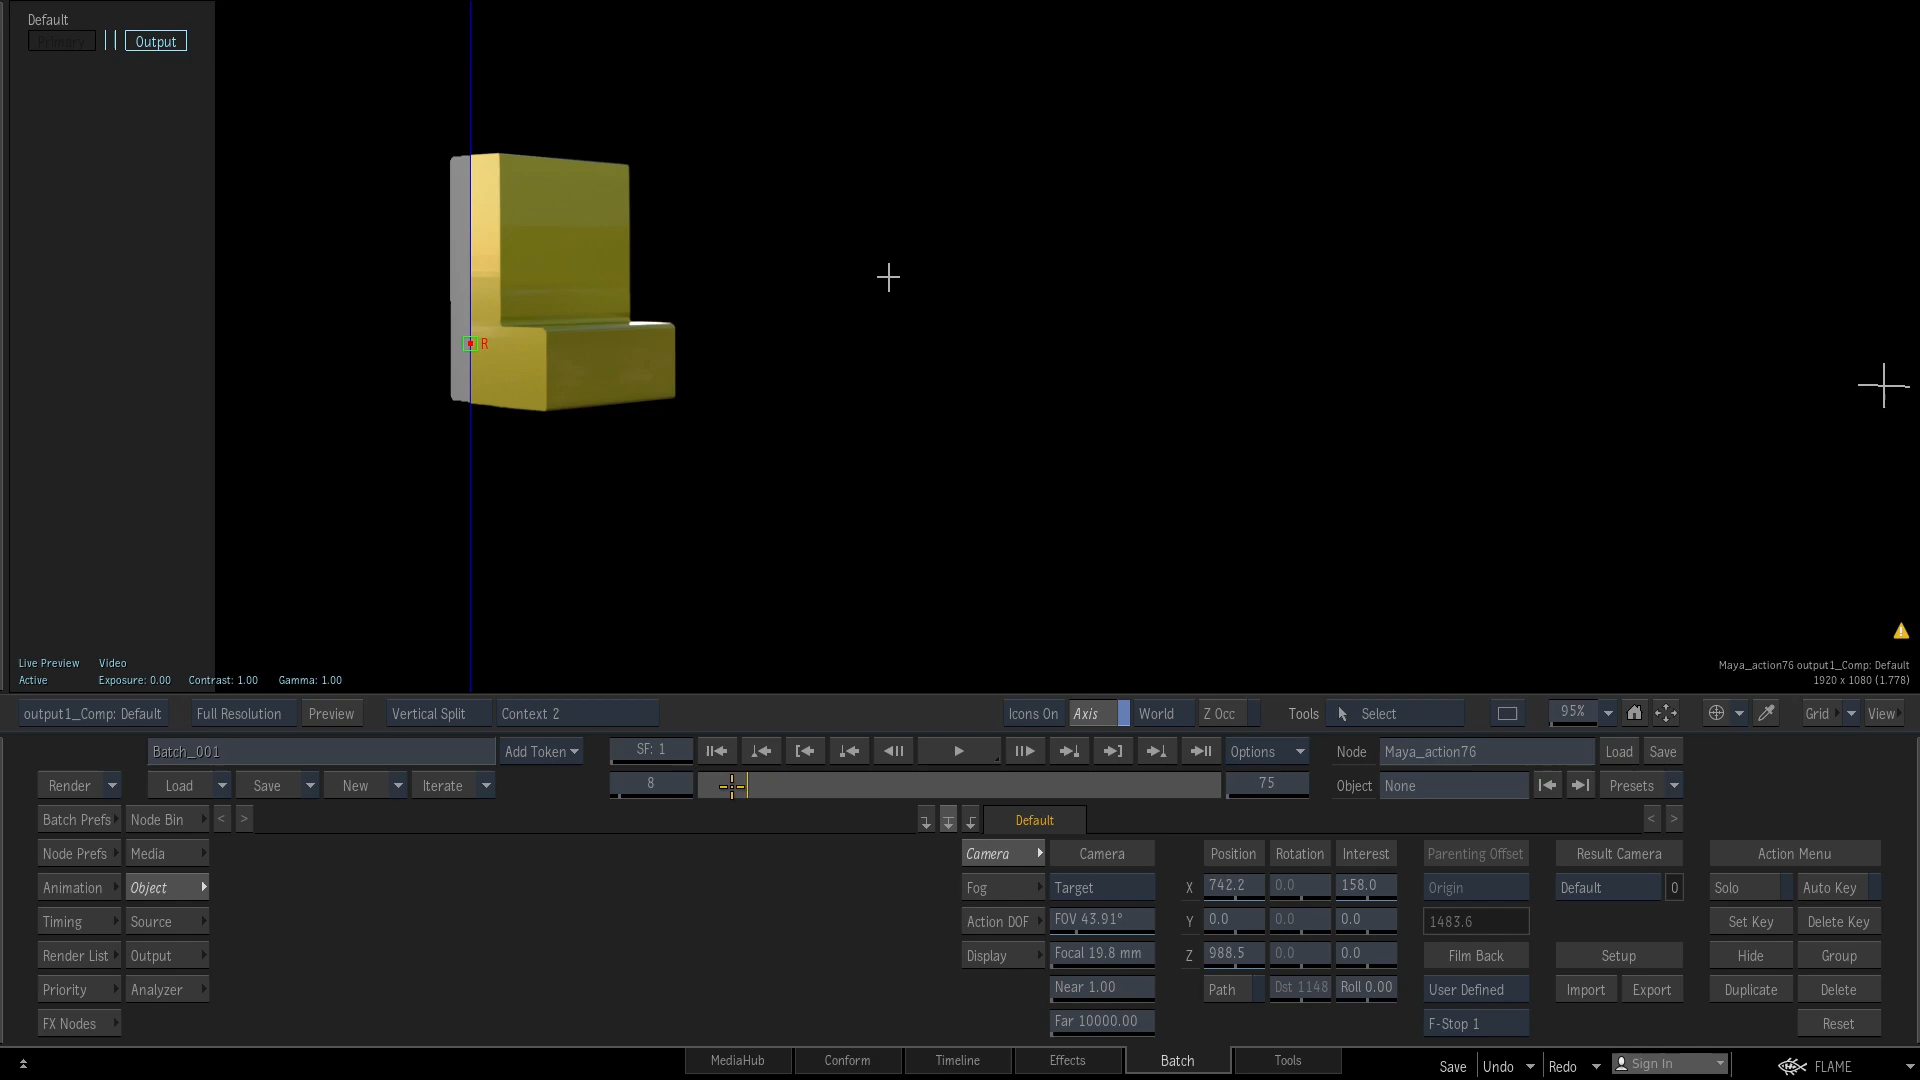 Default
Primary Output
R
Live Preview Video
Active Exposure: 0.00 Contrast: 1.00 Gamma: 1.00
Maya_action76 output1_Comp: Default
1920 x 1080 (1.778)
output1_Comp: Default Full Resolution Preview Vertical Split Context 2 Icons On Axis World Z Occ Tools Select 95% Grid View
Batch_001 Add Token SF: 1 Options Node Maya_action76 Load Save
Render Load Save New Iterate 8 75 Object None Presets
Batch Prefs Node Bin < > Default < >
Node Prefs Media Camera Camera Position Rotation Interest Parenting Offset Result Camera Action Menu
Animation Object Fog Target X 742.2 0.0 158.0 Origin Default 0 Solo Auto Key
Timing Source Action DOF FOV 43.91° Y 0.0 0.0 0.0 1483.6 Set Key Delete Key
Render List Output Display Focal 19.8 mm Z 988.5 0.0 0.0 Film Back Setup Hide Group
Priority Analyzer Near 1.00 Path Dst 1148 Roll 0.00 User Defined Import Export Duplicate Delete
FX Nodes Far 10000.00 F-Stop 1 Reset
MediaHub Conform Timeline Effects Batch Tools Save Undo Redo Sign In FLAME